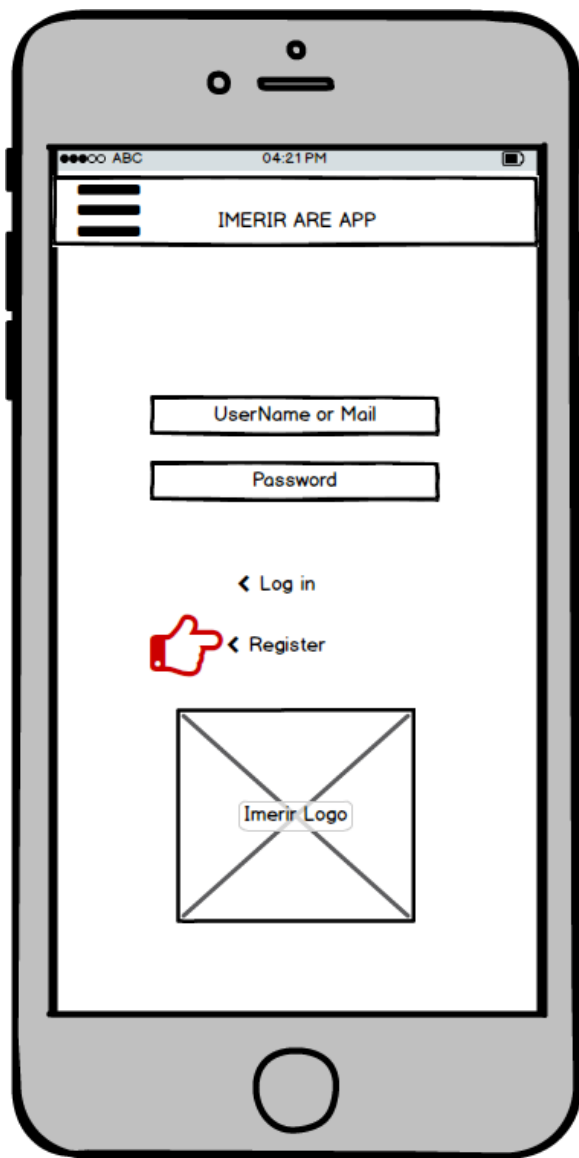 ABC
04:21 PM
IMERIR ARE APP
UserName or Mail
Password
Log in
Register
Imerir Logo